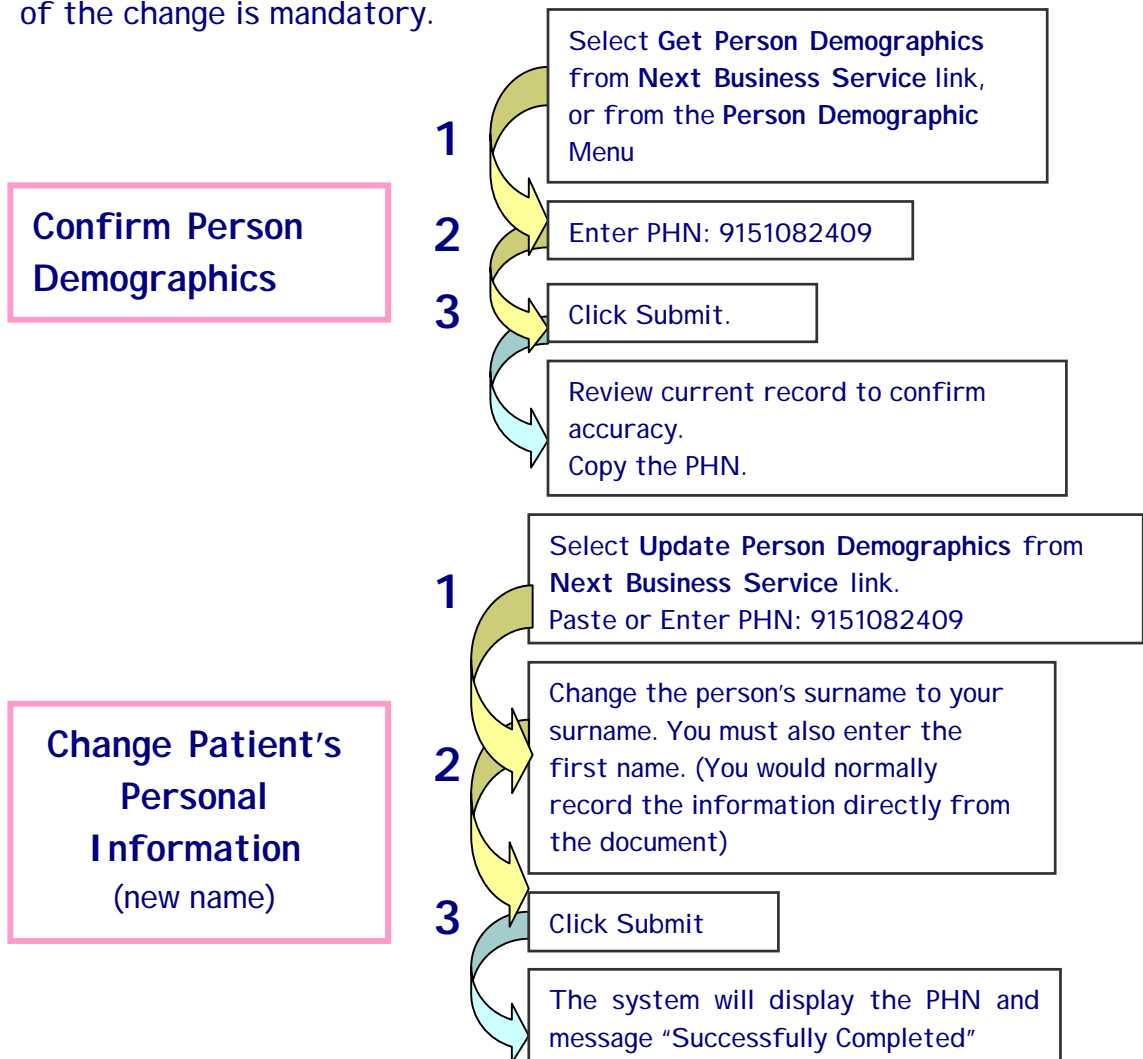 of the change is mandatory.
Confirm Person
Demographics
1
Select Get Person Demographics
from Next Business Service link,
or from the Person Demographic
Menu
2
Enter PHN: 9151082409
3
Click Submit.
Review current record to confirm
accuracy.
Copy the PHN.
Change Patient's
Personal
Information
(new name)
1
Select Update Person Demographics from
Next Business Service link.
Paste or Enter PHN: 9151082409
2
Change the person's surname to your
surname. You must also enter the
first name. (You would normally
record the information directly from
the document)
3
Click Submit
The system will display the PHN and
message “Successfully Completed”